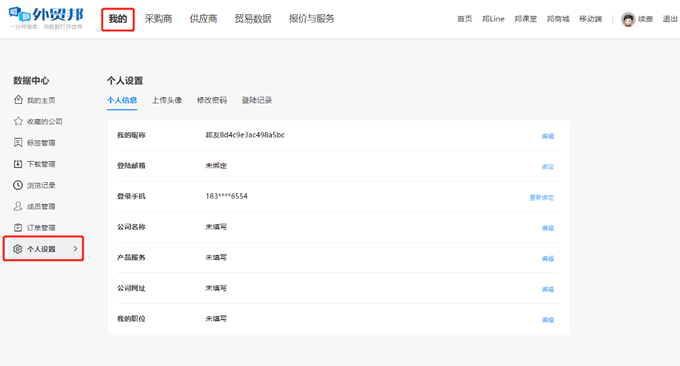 外贸邦
一分钟搜索，向前敲打开世界
我的 采购商 供应商 贸易数据 报价与服务
首页 邦Line 邦课堂 邦商城 移动端 续费 退出
数据中心
我的主页
收藏的公司
标签管理
下载管理
浏览记录
成员管理
订单管理
个人设置
个人设置
个人信息 上传头像 修改密码 登陆记录
我的昵称 邦友8d4c9e3ac498a5bc 编辑
登陆邮箱 未绑定 绑定
登录手机 183****6554 重新绑定
公司名称 未填写 编辑
产品服务 未填写 编辑
公司网址 未填写 编辑
我的职位 未填写 编辑